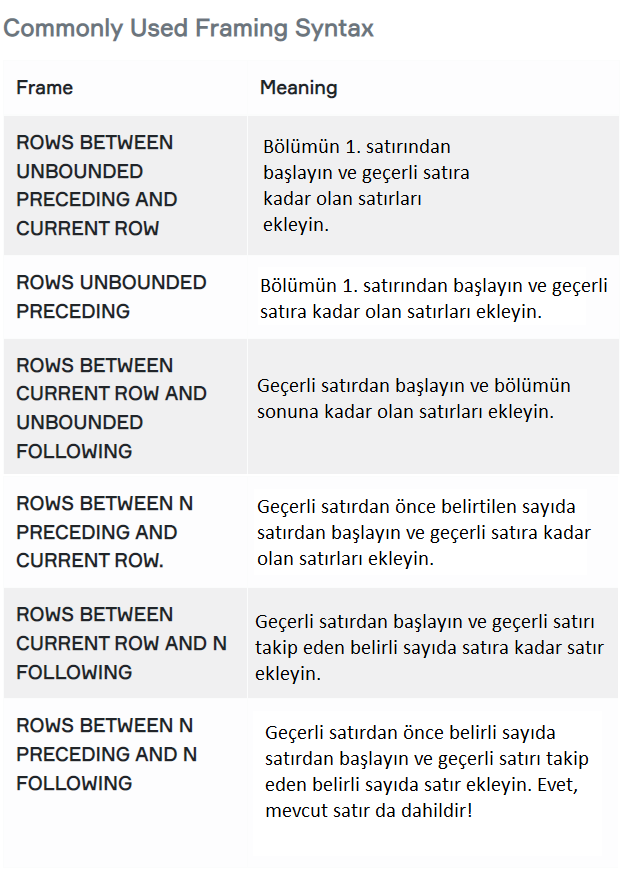 Commonly Used Framing Syntax
Frame
Meaning
ROWS BETWEEN
UNBOUNDED
PRECEDING AND
CURRENT ROW
Bölümün 1. satırından
başlayın ve geçerli satıra
kadar olan satırları
ekleyin.
ROWS UNBOUNDED
PRECEDING
Bölümün 1. satırından başlayın ve geçerli
satıra kadar olan satırları ekleyin.
ROWS BETWEEN
CURRENT ROW AND
UNBOUNDED
FOLLOWING
Geçerli satırdan başlayın ve bölümün
sonuna kadar olan satırları ekleyin.
ROWS BETWEEN N
PRECEDING AND
CURRENT ROW.
Geçerli satırdan önce belirtilen sayıda
satırdan başlayın ve geçerli satıra kadar
olan satırları ekleyin.
ROWS BETWEEN
CURRENT ROW AND N
FOLLOWING
Geçerli satırdan başlayın ve geçerli satırı
takip eden belirli sayıda satıra kadar satır
ekleyin.
ROWS BETWEEN N
PRECEDING AND N
FOLLOWING
Geçerli satırdan önce belirli sayıda
satırdan başlayın ve geçerli satırı takip
eden belirli sayıda satır ekleyin. Evet,
mevcut satır da dahildir!